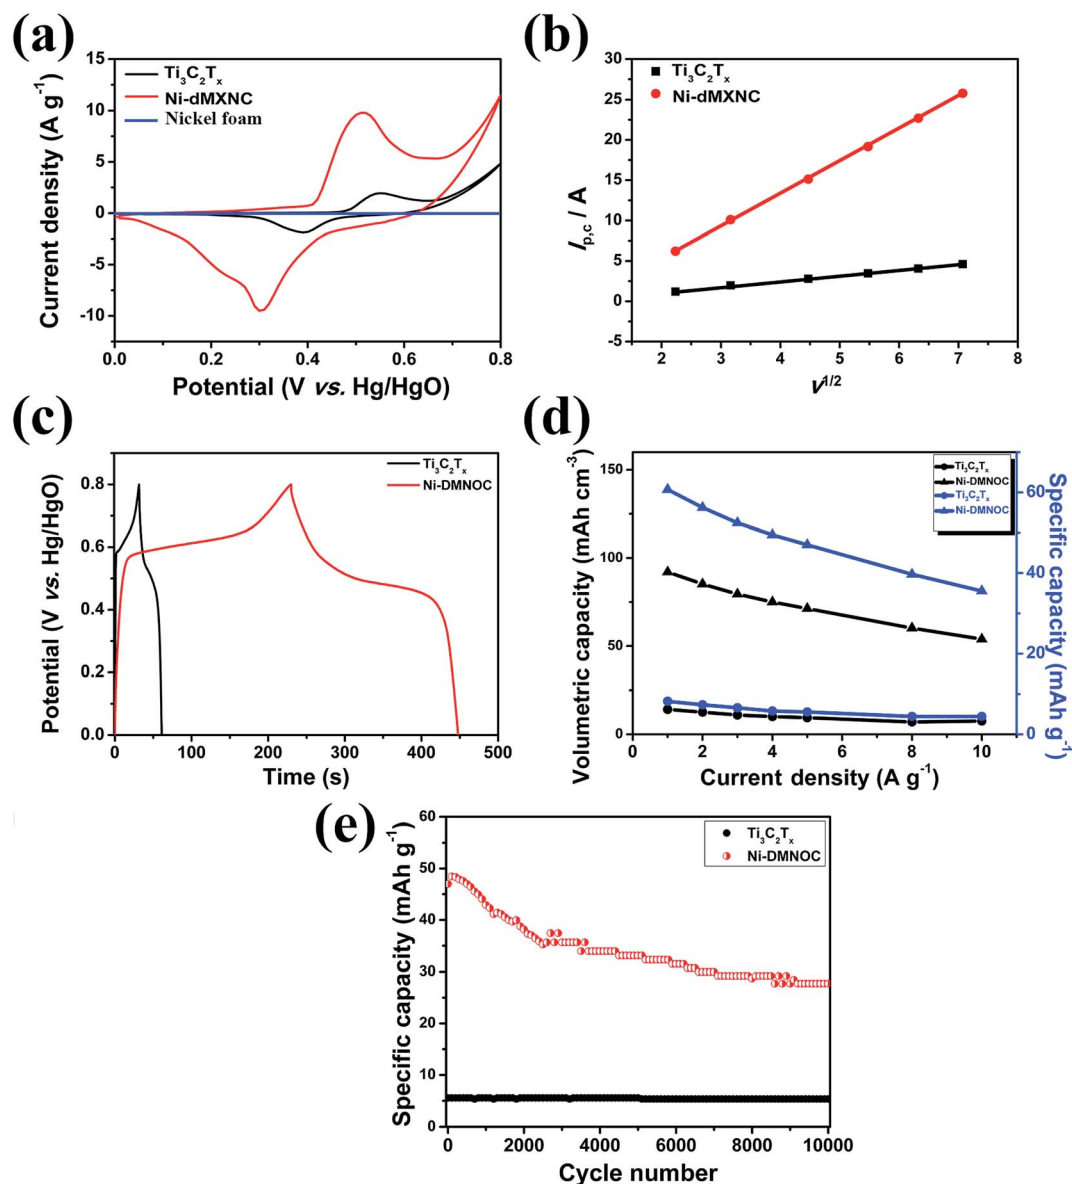 (a)
Ti3C2Tx
Ni-dMXNC
Nickel foam
Current density (A g-1)
15
10
5
0
-5
-10
0.0 0.2 0.4 0.6 0.8
Potential (V vs. Hg/HgO)
(b)
Ti3C2Tx
Ni-dMXNC
Ip,c / A
30
25
20
15
10
5
0
-5
2 3 4 5 6 7 8
v1/2
(c)
Ti3C2Tx
Ni-DMNOC
Potential (V vs. Hg/HgO)
0.8
0.6
0.4
0.2
0.0
0 100 200 300 400 500
Time (s)
(d)
Ti3C2Tx
Ni-DMNOC
Ti3C2Tx
Ni-DMNOC
Volumetric capacity (mAh cm-3)
150
100
50
0
0 2 4 6 8 10
Current density (A g-1)
60
40
20
0
Specific capacity (mAh g-1)
(e)
Ti3C2Tx
Ni-DMNOC
Specific capacity (mAh g-1)
60
50
40
30
20
10
0
0 2000 4000 6000 8000 10000
Cycle number